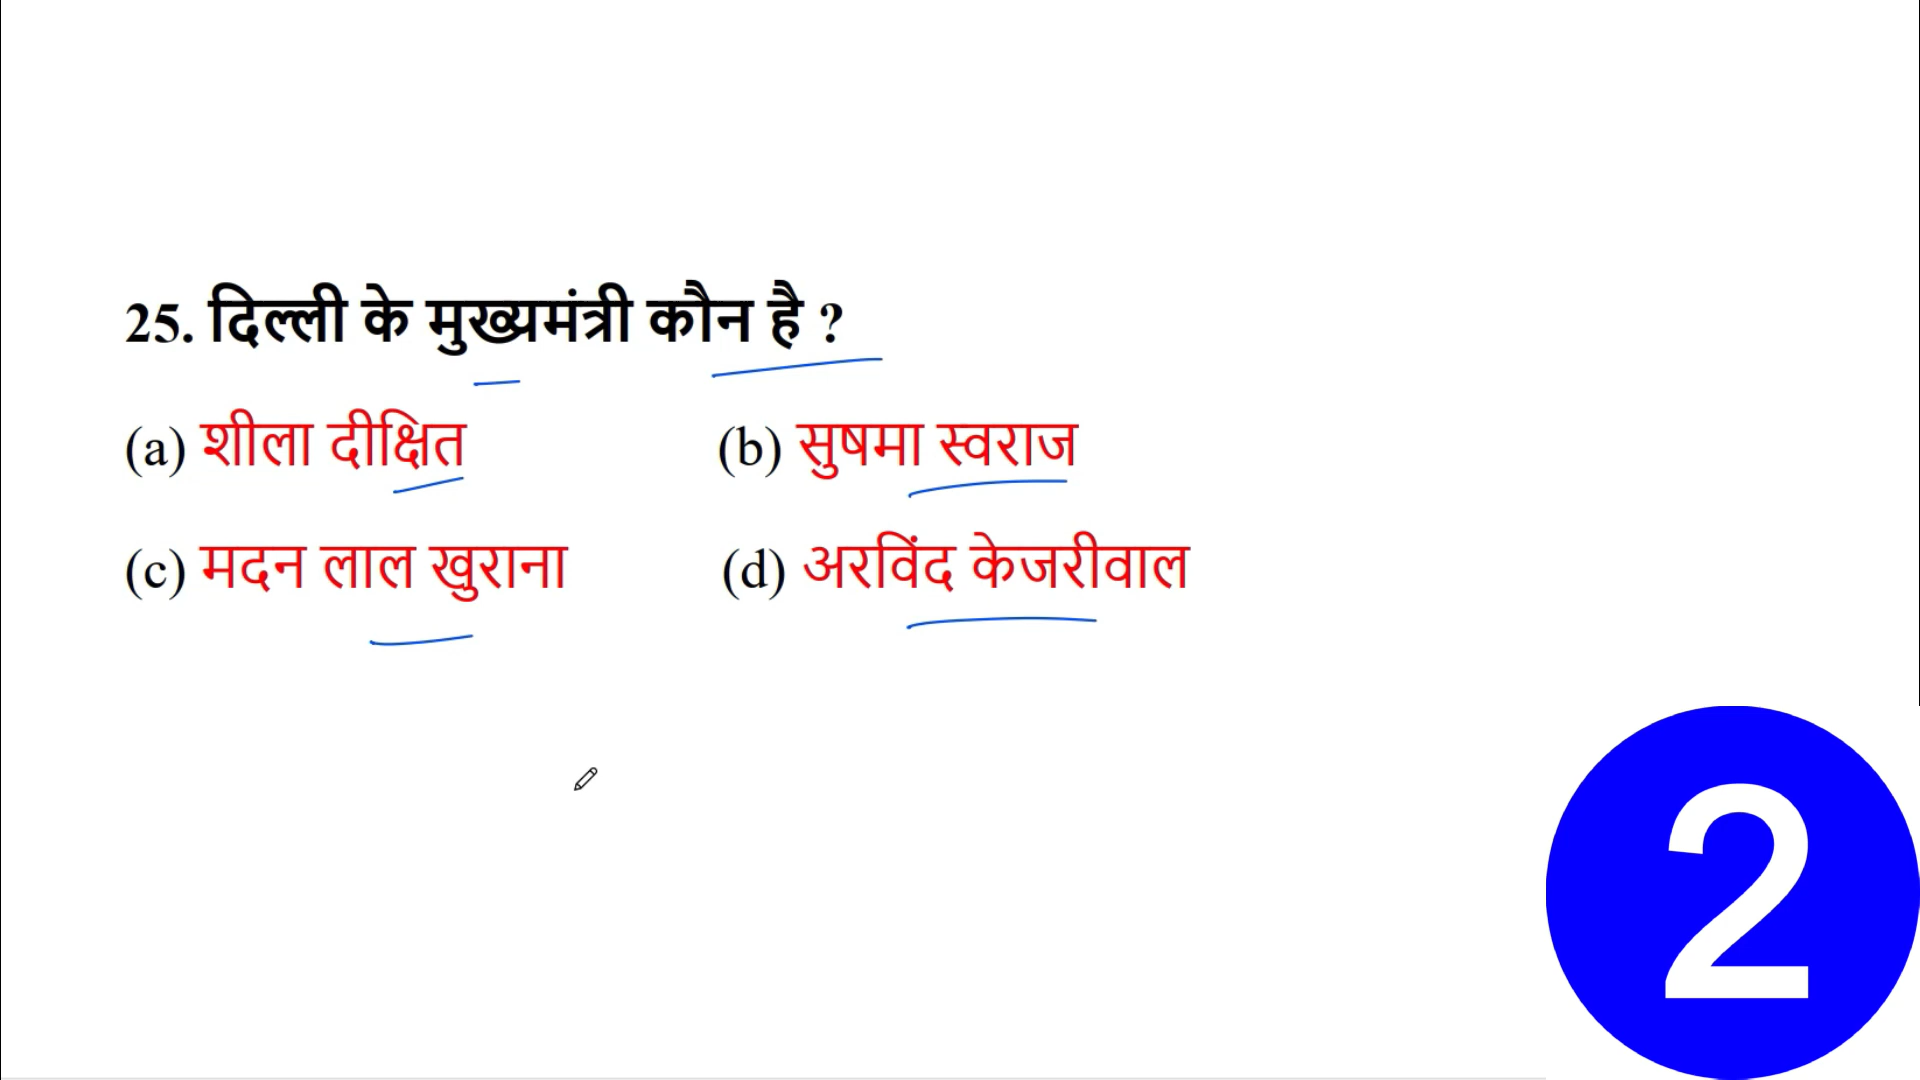 25. दिल्ली के मुख्यमंत्री कौन है ?
(a) शीला दीक्षित (b) सुषमा स्वराज
(c) मदन लाल खुराना (d) अरविंद केजरीवाल
2